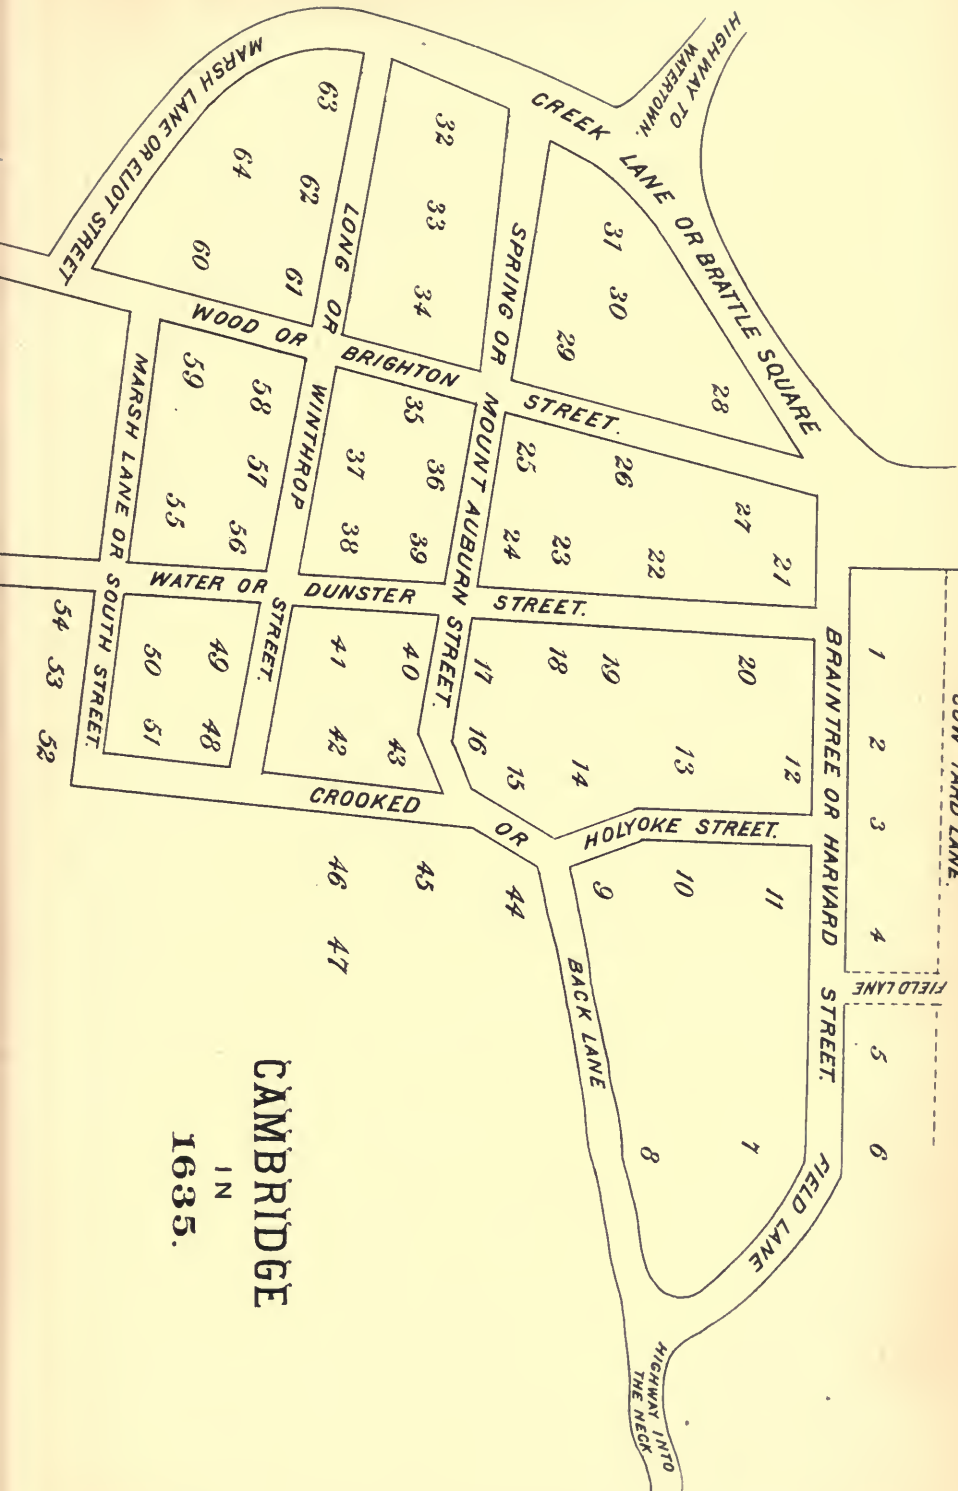 YARD LANE.
FIELD LANE
1 2 3 4 5 6
BRAINTREE OR HARVARD STREET.
FIELD LANE
HIGHWAY TO
WATERTOWN.
CREEK LANE OR BRATTLE SQUARE
28
27 21
20
12
13
11
10
7
31 30 29
26
25
24 23 22
19
18
17
16
15
14
9
8
SPRING OR MOUNT AUBURN STREET.
HOLYOKE STREET.
BACK LANE
HIGHWAY INTO
THE NECK
WOOD OR BRIGHTON STREET.
WATER OR DUNSTER STREET.
CROOKED OR
32 33 34
35 36
37 38 39
40
41
42
43
44
45
46 47
LONG OR WINTHROP STREET.
63
62
61
64
60
59
58
57
56
55
49
48
50
51
MARSH LANE OR ELIOT STREET
MARSH LANE OR SOUTH STREET.
54 53 52
CAMBRIDGE
IN
1635.